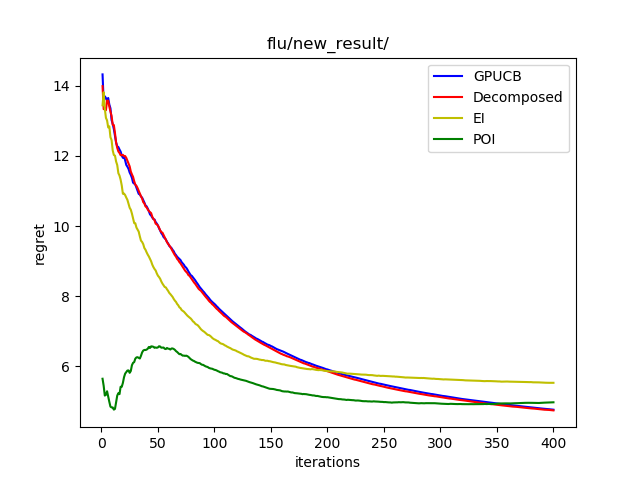 flu/new_result/
GPUCB
Decomposed
EI
POI
regret
14
12
10
8
6
0 50 100 150 200 250 300 350 400
iterations